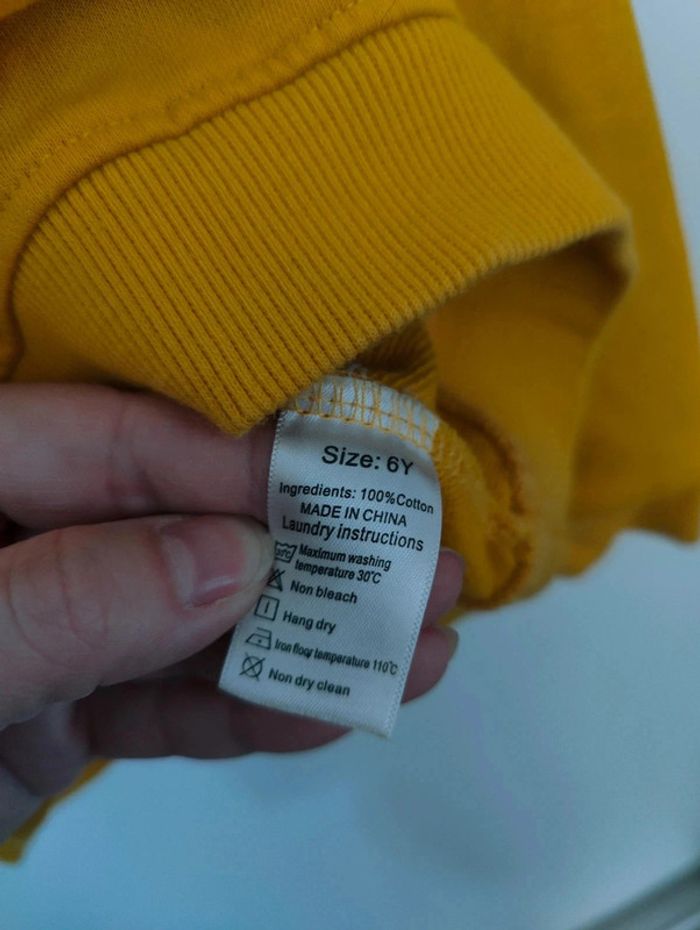 Size: 6Y
Ingredients: 100%Cotton
MADE IN CHINA
Laundry instructions
Maximum washing
temperature 30℃
Non bleach
Hang dry
Iron floor temperature 110℃
Non dry clean